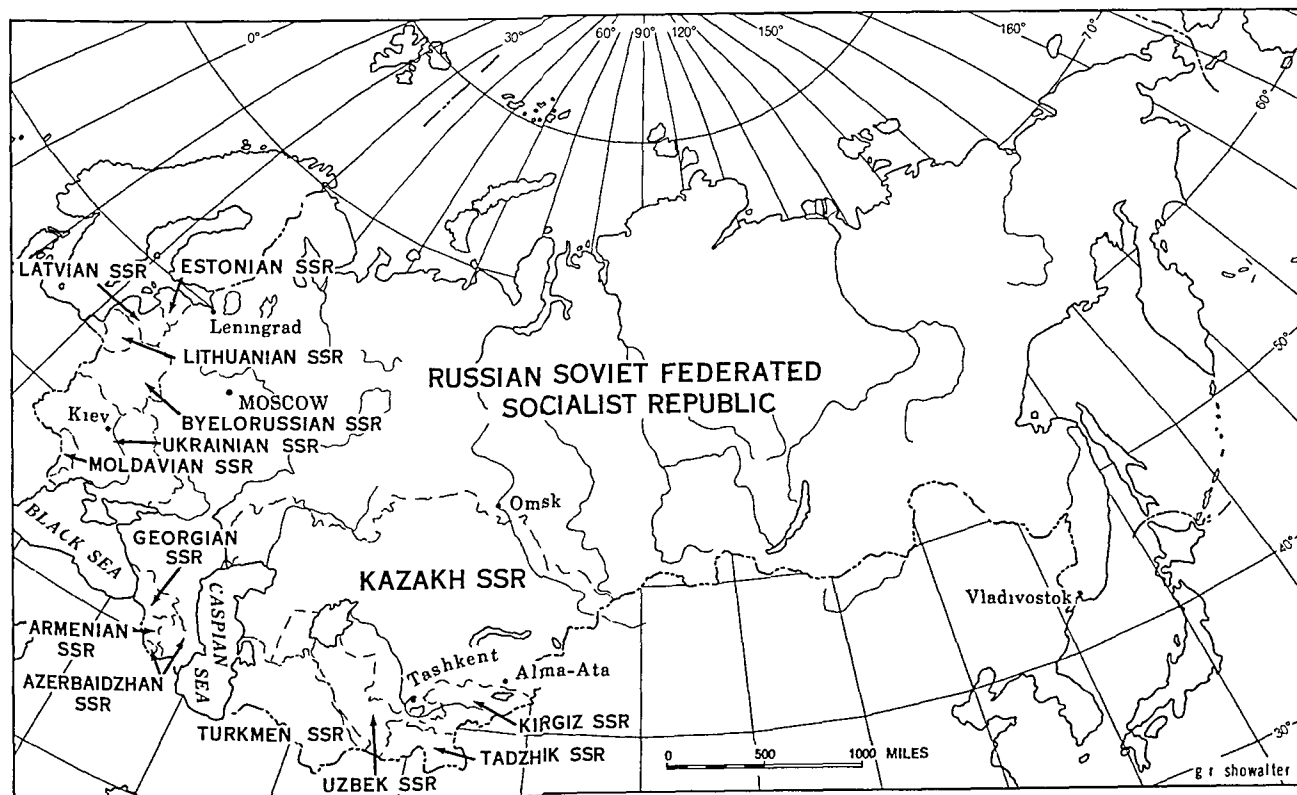 0°
30°
60°
90°
120°
150°
160°
70°
60°
LATVIAN SSR
ESTONIAN SSR
Leningrad
LITHUANIAN SSR
RUSSIAN SOVIET FEDERATED
SOCIALIST REPUBLIC
50°
MOSCOW
BYELORUSSIAN SSR
Kiev
UKRAINIAN SSR
MOLDAVIAN SSR
BLACK SEA
Omsk
GEORGIAN
SSR
40°
KAZAKH SSR
CASPIAN
SEA
Vladivostok
ARMENIAN
SSR
Tashkent
Alma-Ata
AZERBAIDZHAN
SSR
KIRGIZ SSR
TURKMEN SSR
TADZHIK SSR
UZBEK SSR
0 500 1000 MILES
30°
g r showalter